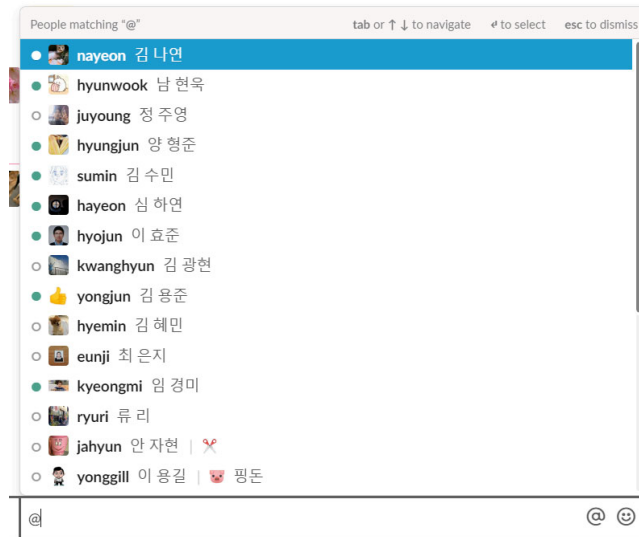 People matching “@” tab or ↑ ↓ to navigate ↵ to select esc to dismiss
nayeon 김 나연
hyunwook 남 현욱
juyoung 정 주영
hyungjun 양 형준
sumin 김 수민
hayeon 심 하연
hyojun 이 효준
kwanghyun 김 광현
yongjun 김 용준
hyemin 김 혜민
eunji 최 은지
kyeongmi 임 경미
ryuri 류 리
jahyun 안 자현 |
yonggill 이 용길 | 핑돈
@